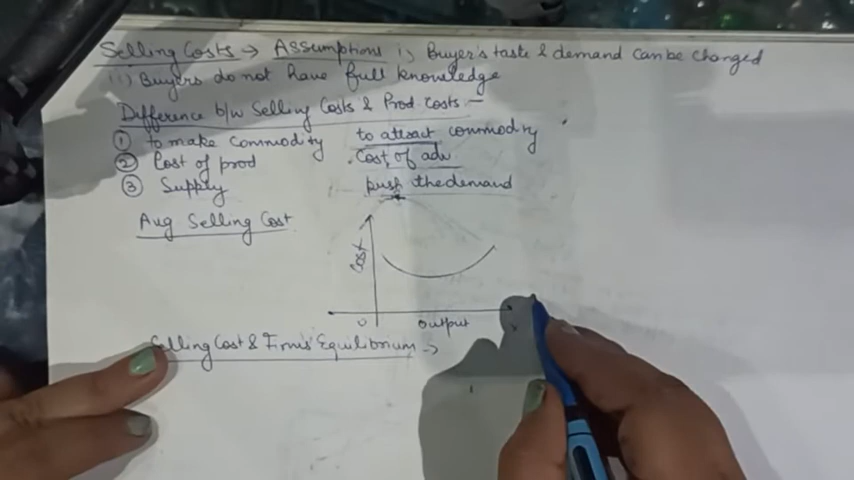 Selling Costs → Assumptions i) Buyer's taste & demand can be changed
ii) Buyers do not have full knowledge
Difference b/w Selling Costs & Prod. Costs :-
① to make commodity to attract commodity
② Cost of prod Cost of adv
③ Supply push the demand
Avg Selling Cost
Cost
O
Output
Selling Cost & Firms' Equilibrium →